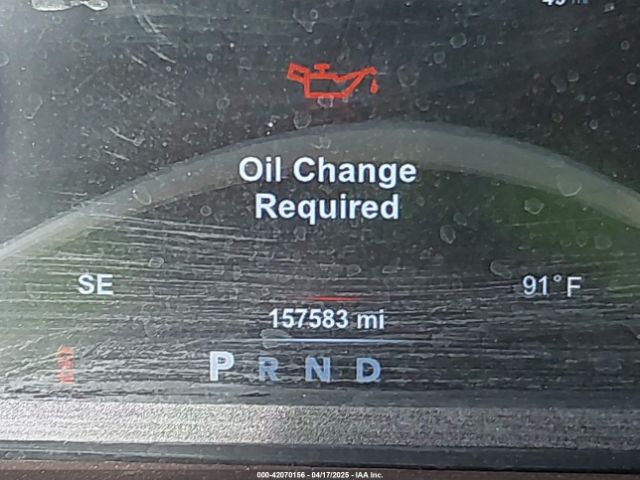 Oil Change
Required
SE
91°F
157583 mi
P R N D
000-42070156 - 04/17/2025 - IAA Inc.